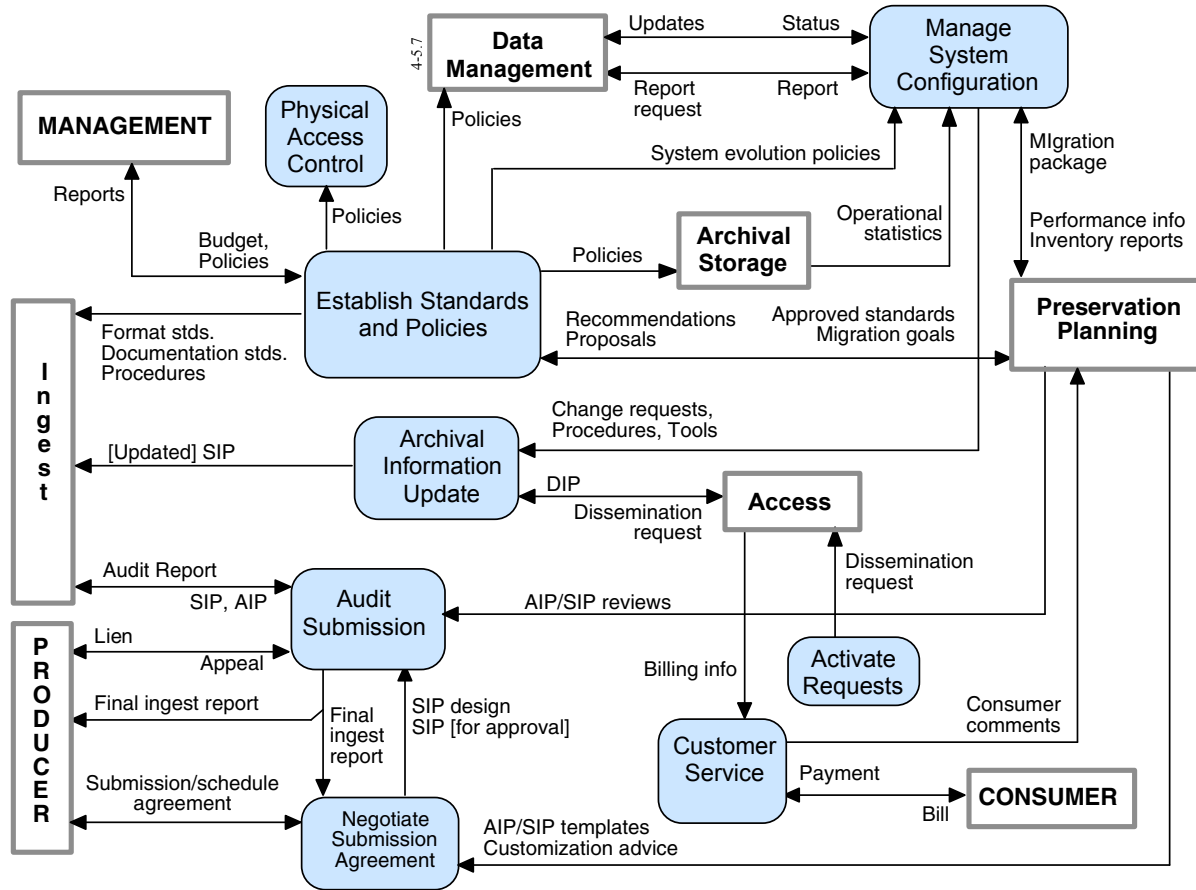 4-5.7
Data
Management
Updates
Status
Report
request
Report
Manage
System
Configuration
MANAGEMENT
Physical
Access
Control
Policies
Reports
Policies
System evolution policies
MIgration
package
Budget,
Policies
Operational
statistics
Performance info
Inventory reports
Establish Standards
and Policies
Policies
Archival
Storage
Preservation
Planning
Ingest
Format stds.
Documentation stds.
Procedures
Recommendations
Proposals
Approved standards
Migration goals
[Updated] SIP
Archival
Information
Update
Change requests,
Procedures, Tools
DIP
Dissemination
request
Access
Dissemination
request
Audit Report
SIP, AIP
Audit
Submission
AIP/SIP reviews
PRODUCER
Lien
Appeal
Billing info
Activate
Requests
Final ingest report
Final
ingest
report
SIP design
SIP [for approval]
Customer
Service
Consumer
comments
Submission/schedule
agreement
Payment
Bill
CONSUMER
Negotiate
Submission
Agreement
AIP/SIP templates
Customization advice